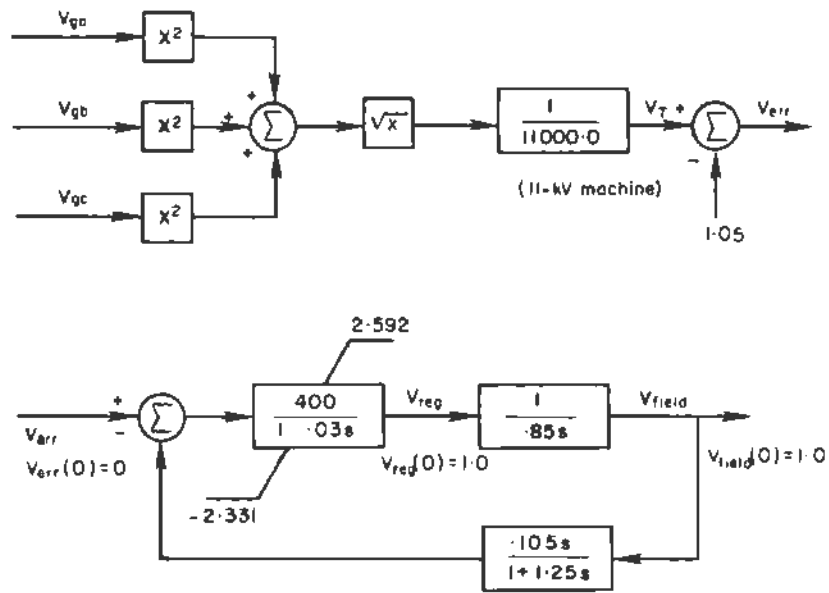 Vga
X²
+
Vgb
X²
+
Σ
√x
1
11000·0
V_T +
Σ
Verr
+
−
Vgc
X²
(11-kV machine)
1·05
2·592
+
Σ
400
1 ·03s
Vreg
1
·85s
Vfield
−
Verr
Verr(0)=0
Vreg(0)=1·0
Vfield(0)=1·0
-2·331
·105s
1+1·25s